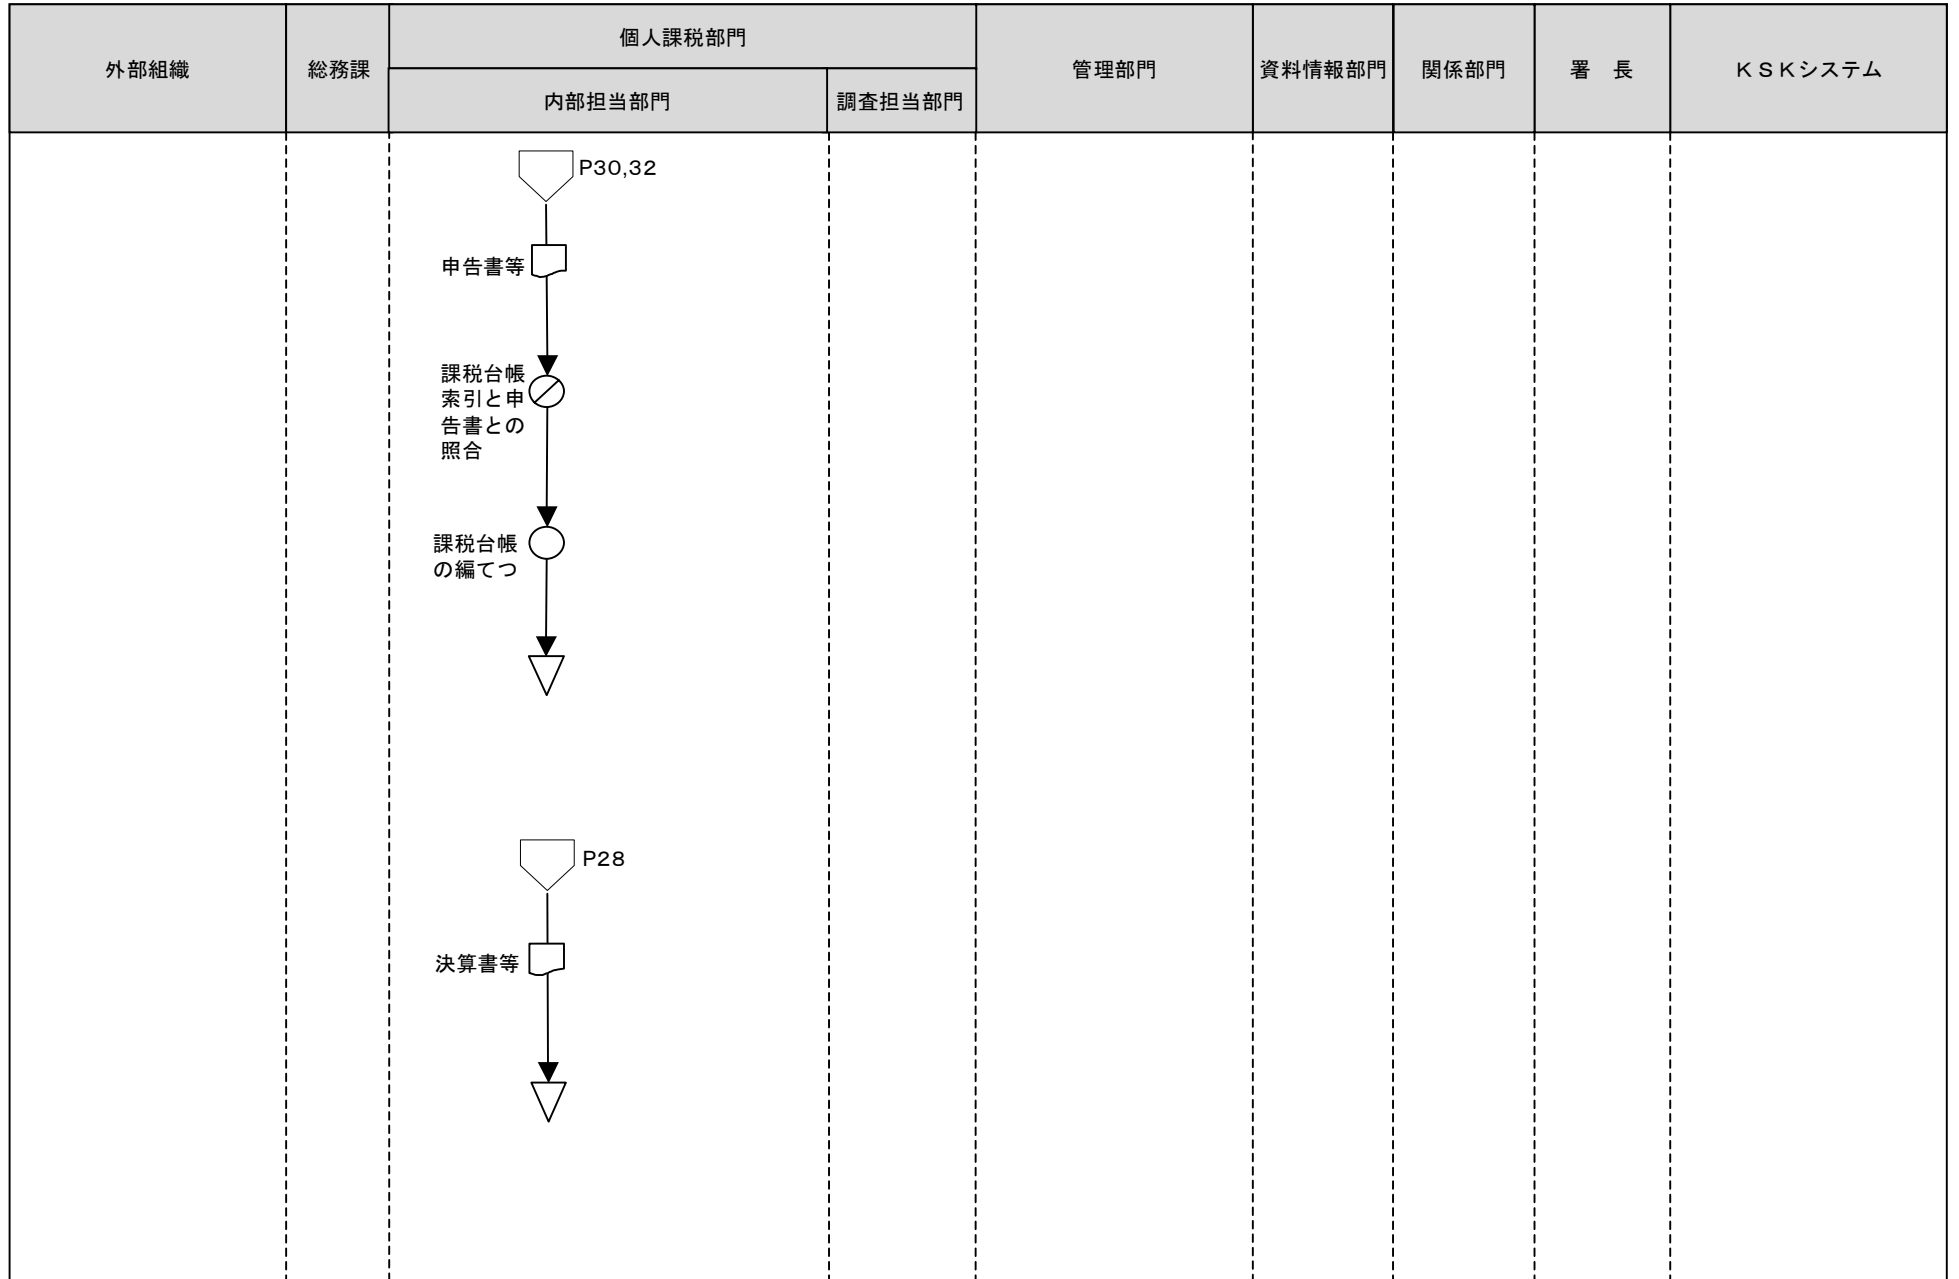 外部組織
総務課
個人課税部門
内部担当部門
調査担当部門
管理部門
資料情報部門
関係部門
署　長
ＫＳＫシステム
P30,32
申告書等
課税台帳
索引と申
告書との
照合
課税台帳
の編てつ
P28
決算書等